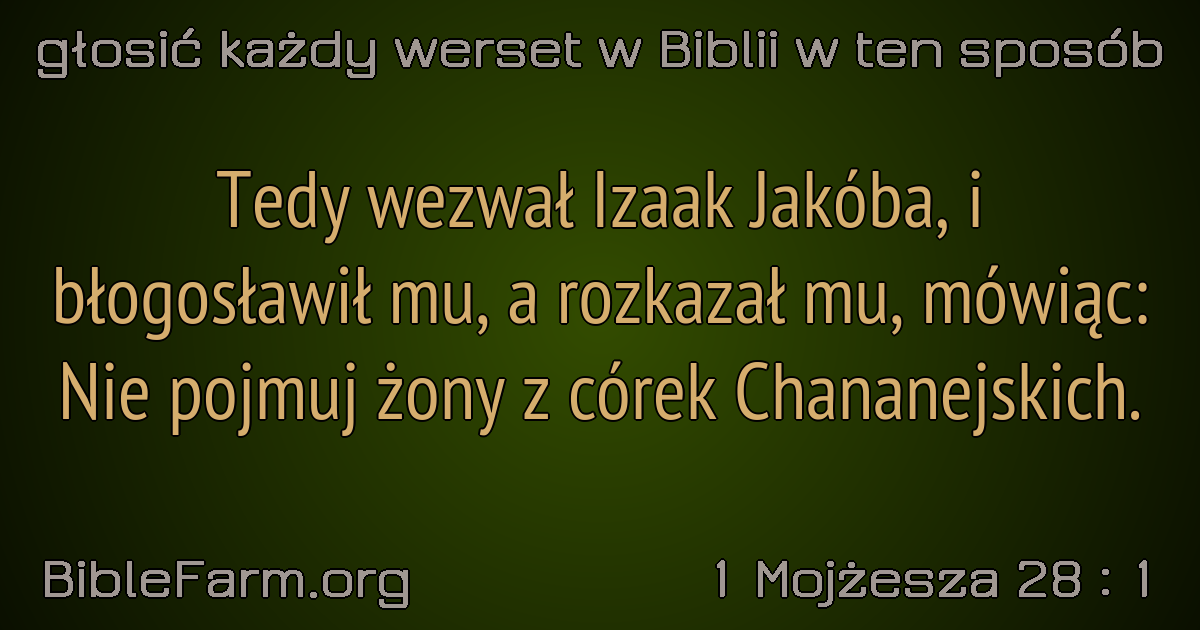 głosić każdy werset w Biblii w ten sposób
Tedy wezwał Izaak Jakóba, i
błogosławił mu, a rozkazał mu, mówiąc:
Nie pojmuj żony z córek Chananejskich.
BibleFarm.org
1 Mojżesza 28 : 1